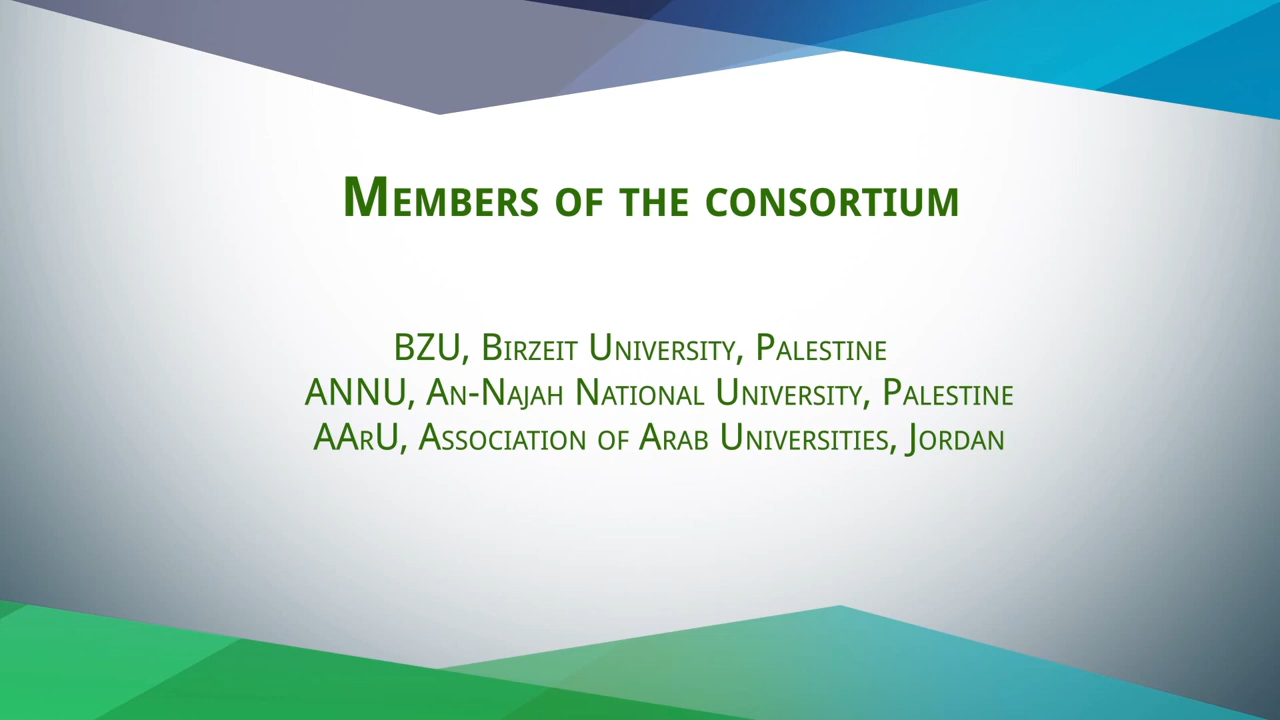 Members of the consortium
BZU, Birzeit University, Palestine
ANNU, An-Najah National University, Palestine
AArU, Association of Arab Universities, Jordan